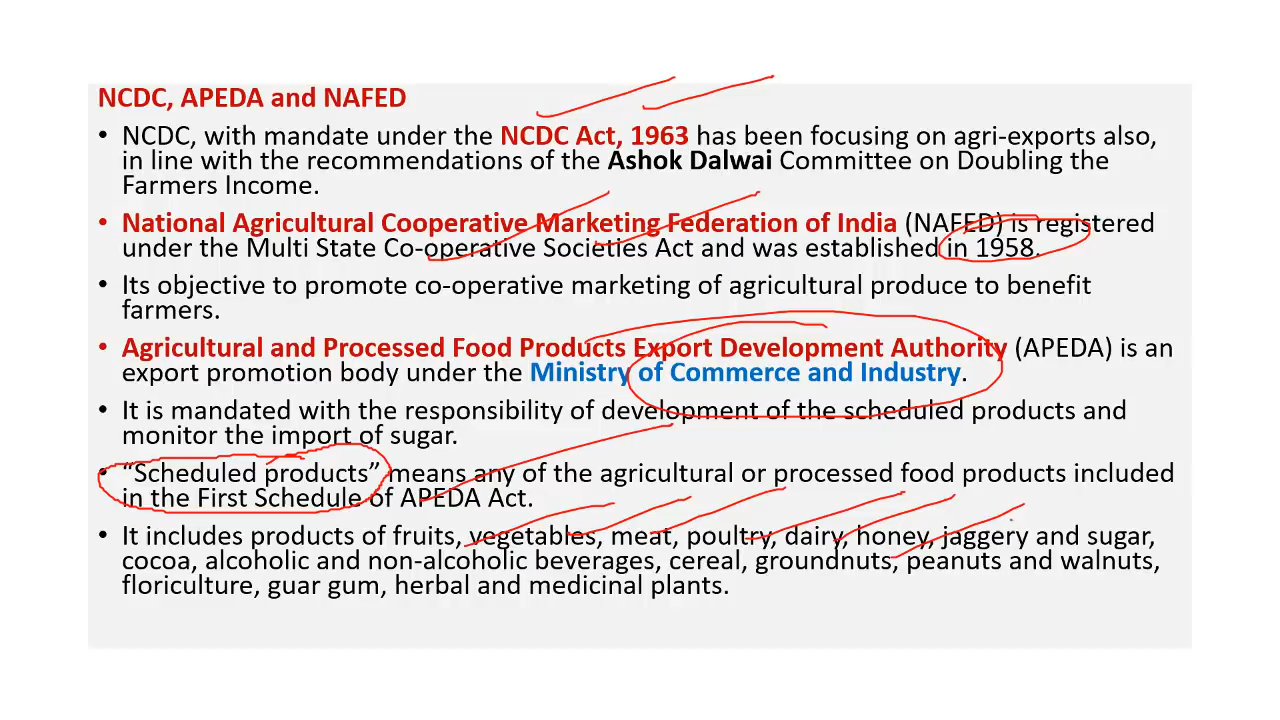 NCDC, APEDA and NAFED
• NCDC, with mandate under the NCDC Act, 1963 has been focusing on agri-exports also,
in line with the recommendations of the Ashok Dalwai Committee on Doubling the
Farmers Income.
• National Agricultural Cooperative Marketing Federation of India (NAFED) is registered
under the Multi State Co-operative Societies Act and was established in 1958.
• Its objective to promote co-operative marketing of agricultural produce to benefit
farmers.
• Agricultural and Processed Food Products Export Development Authority (APEDA) is an
export promotion body under the Ministry of Commerce and Industry.
• It is mandated with the responsibility of development of the scheduled products and
monitor the import of sugar.
• “Scheduled products” means any of the agricultural or processed food products included
in the First Schedule of APEDA Act.
• It includes products of fruits, vegetables, meat, poultry, dairy, honey, jaggery and sugar,
cocoa, alcoholic and non-alcoholic beverages, cereal, groundnuts, peanuts and walnuts,
floriculture, guar gum, herbal and medicinal plants.